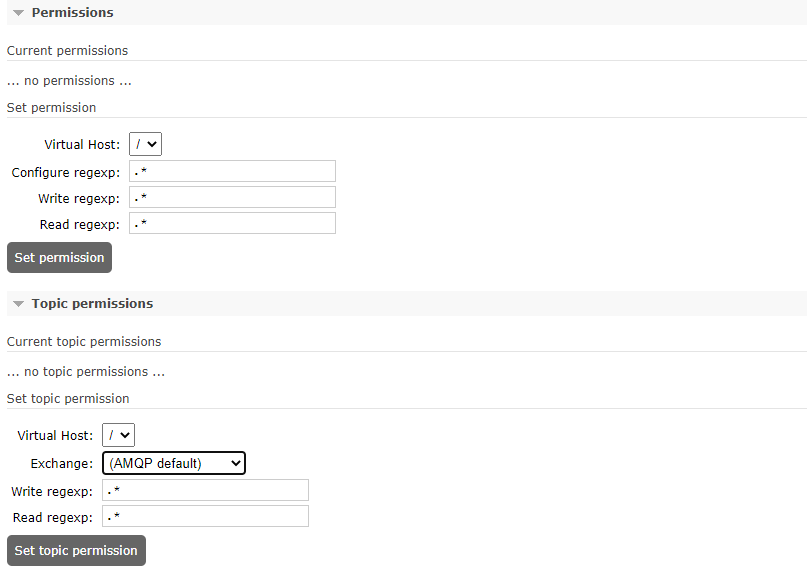 Permissions
Current permissions
... no permissions ...
Set permission
Virtual Host: /
Configure regexp: .*
Write regexp: .*
Read regexp: .*
Set permission
Topic permissions
Current topic permissions
... no topic permissions ...
Set topic permission
Virtual Host: /
Exchange: (AMQP default)
Write regexp: .*
Read regexp: .*
Set topic permission